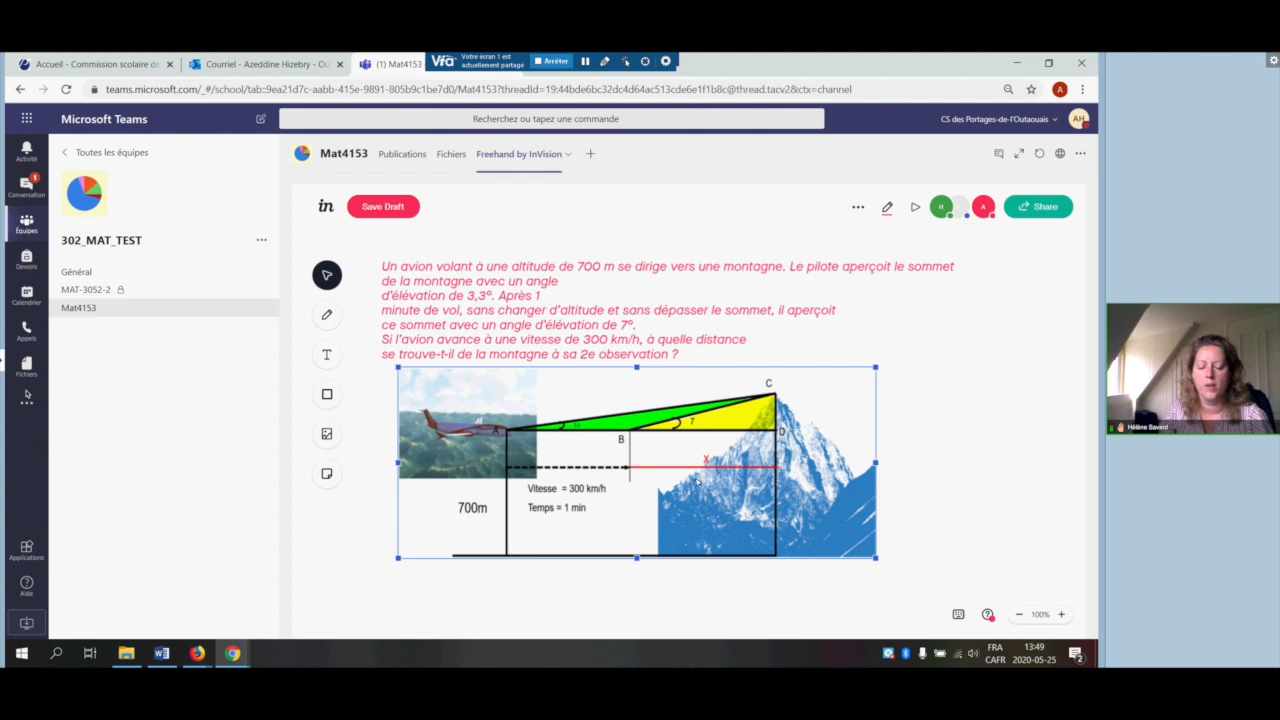 Accueil - Commission scolaire de
Courriel - Azeddine Hizebry - Ou
(1) Mat4153
Vra
Votre écran 1 est
actuellement partagé
Arrêter
teams.microsoft.com/_#/school/tab::9ea21d7c-aabb-415e-9891-805b9c1be7d0/Mat4153?threadId=19:44bde6bc32dc4d64ac513cde6e1f1b8c@thread.tacv2&ctx=channel
A
Microsoft Teams
Recherchez ou tapez une commande
CS des Portages-de-l'Outaouais
AH
Activité
1
Conversation
Équipes
Devoirs
Calendrier
Appels
Fichiers
Applications
Aide
Toutes les équipes
302_MAT_TEST
Général
MAT-3052-2
Mat4153
Mat4153
Publications
Fichiers
Freehand by InVision
in
Save Draft
H
A
Share
T
Un avion volant à une altitude de 700 m se dirige vers une montagne. Le pilote aperçoit le sommet
de la montagne avec un angle
d'élévation de 3,3°. Après 1
minute de vol, sans changer d'altitude et sans dépasser le sommet, il aperçoit
ce sommet avec un angle d'élévation de 7°.
Si l'avion avance à une vitesse de 300 km/h, à quelle distance
se trouve-t-il de la montagne à sa 2e observation ?
C
A
7
D
B
X
Vitesse = 300 km/h
700m
Temps = 1 min
100%
Hélène Savard
FRA
CAFR
13:49
2020-05-25
2